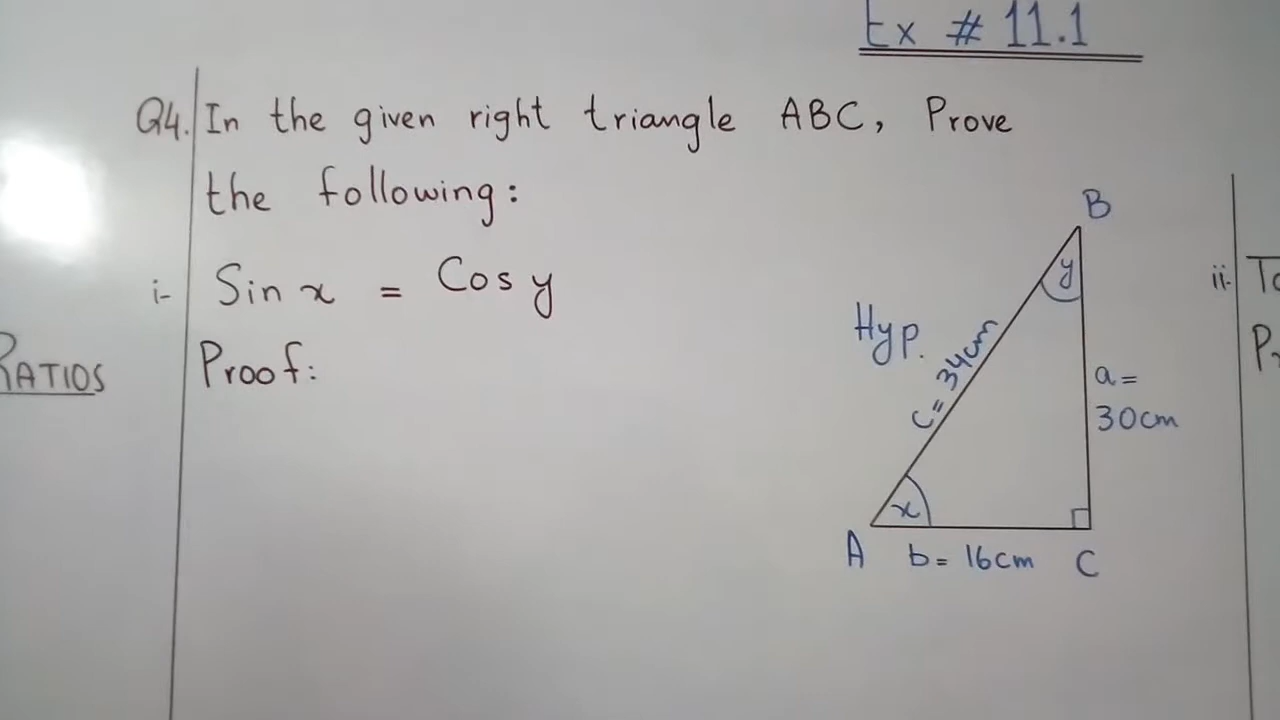 Ex # 11.1
Q4. In the given right triangle ABC, Prove
the following:
i- Sin x = Cos y
Proof:
RATIOS
B
y
Hyp.
c = 34cm
a =
30cm
x
A b = 16cm C
ii-